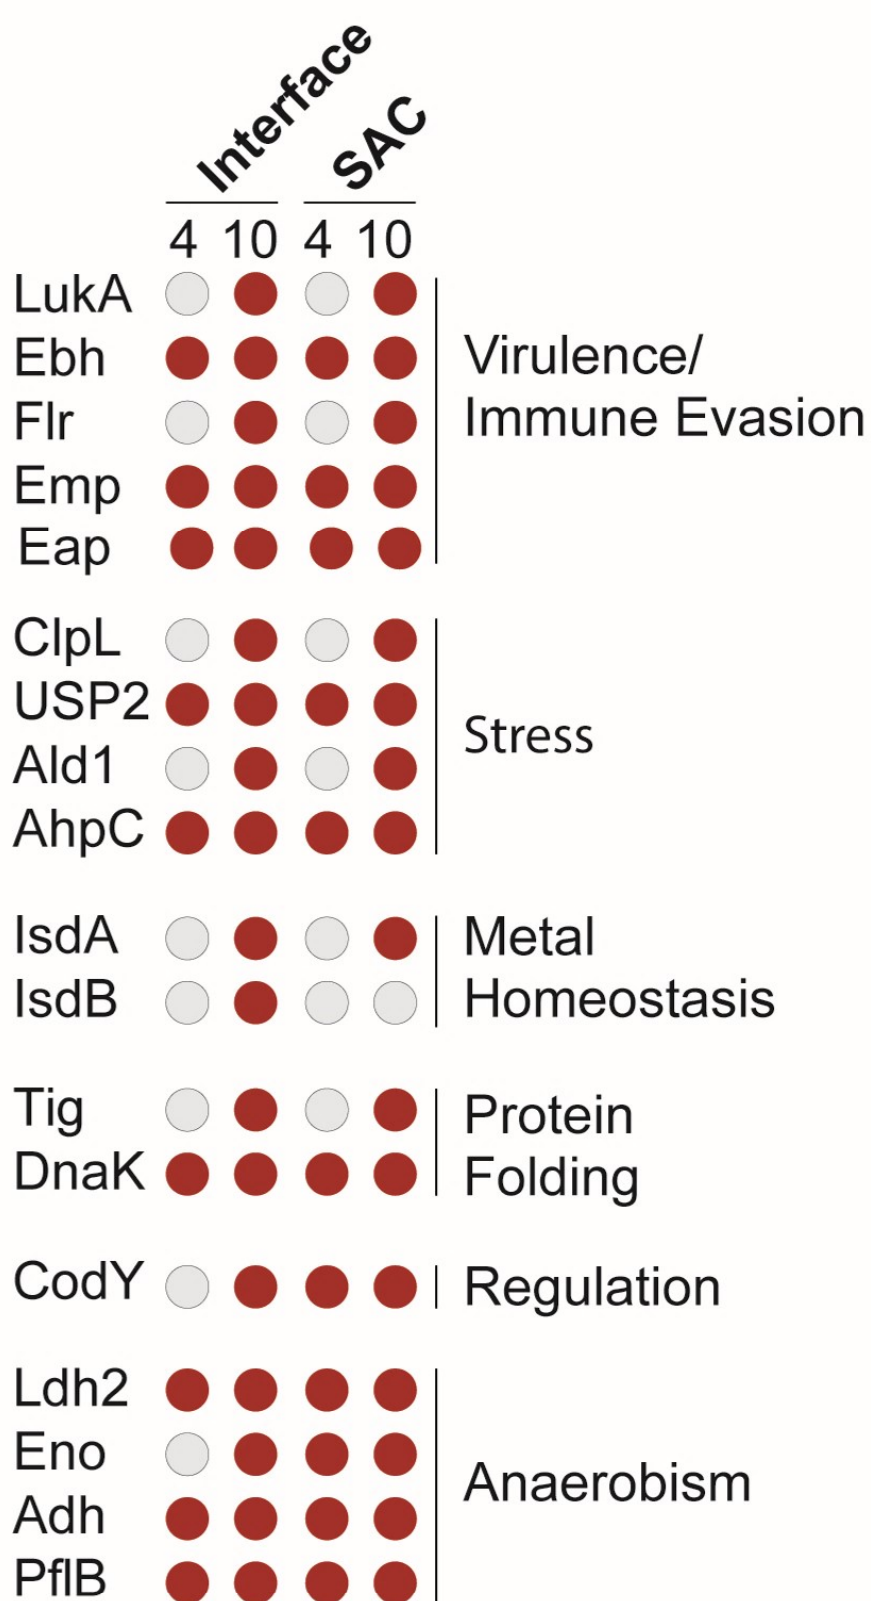 Interface SAC
4 10 4 10
LukA
Ebh
Flr
Emp
Eap
Virulence/
Immune Evasion
ClpL
USP2
Ald1
AhpC
Stress
IsdA
IsdB
Metal
Homeostasis
Tig
DnaK
Protein
Folding
CodY
Regulation
Ldh2
Eno
Adh
PflB
Anaerobism